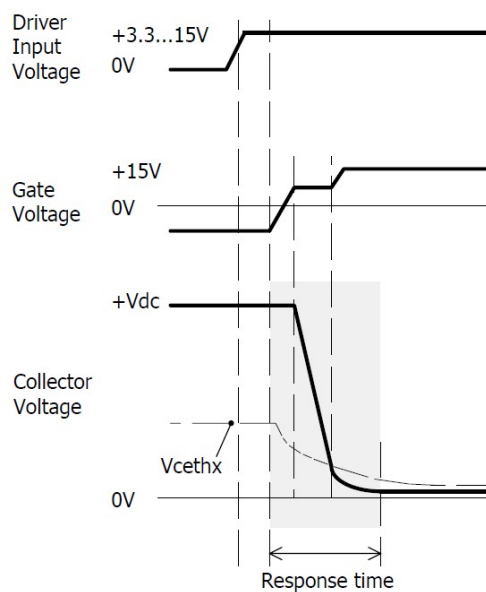 Driver
Input
Voltage
+3.3...15V
0V
Gate
Voltage
+15V
0V
+Vdc
Collector
Voltage
Vcethx
0V
Response time